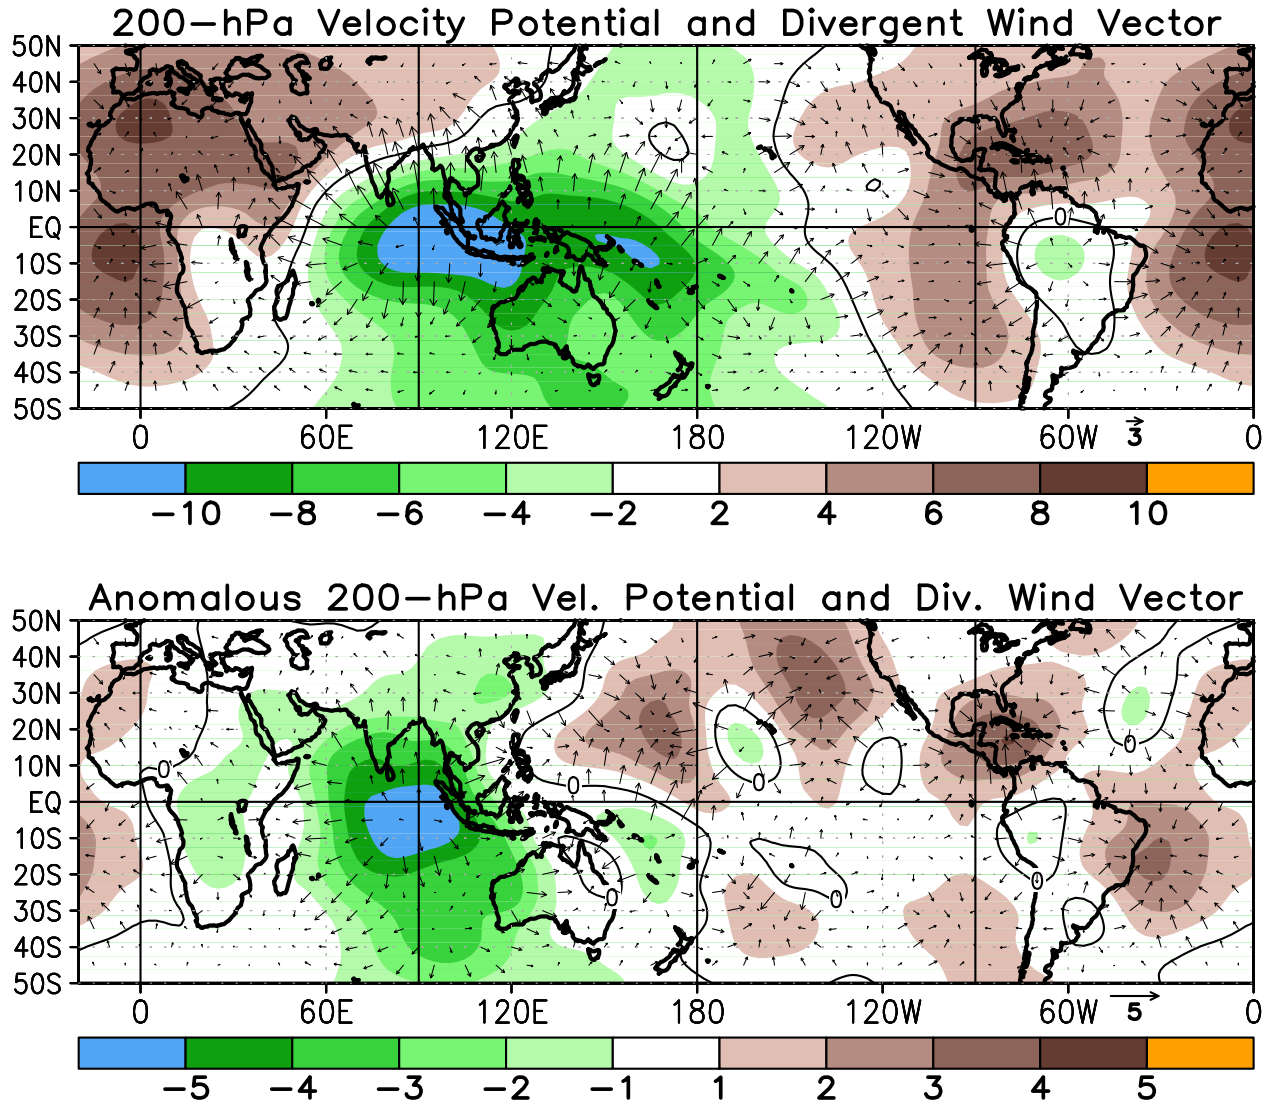 200-hPa Velocity Potential and Divergent Wind Vector
50N
40N
30N
20N
10N
EQ
10S
20S
30S
40S
50S
0
0 60E 120E 180 120W 60W 0
3
-10 -8 -6 -4 -2 2 4 6 8 10
Anomalous 200-hPa Vel. Potential and Div. Wind Vector
50N
40N
30N
20N
10N
EQ
10S
20S
30S
40S
50S
0
0
0
0
0
0
0
0 60E 120E 180 120W 60W 0
5
-5 -4 -3 -2 -1 1 2 3 4 5